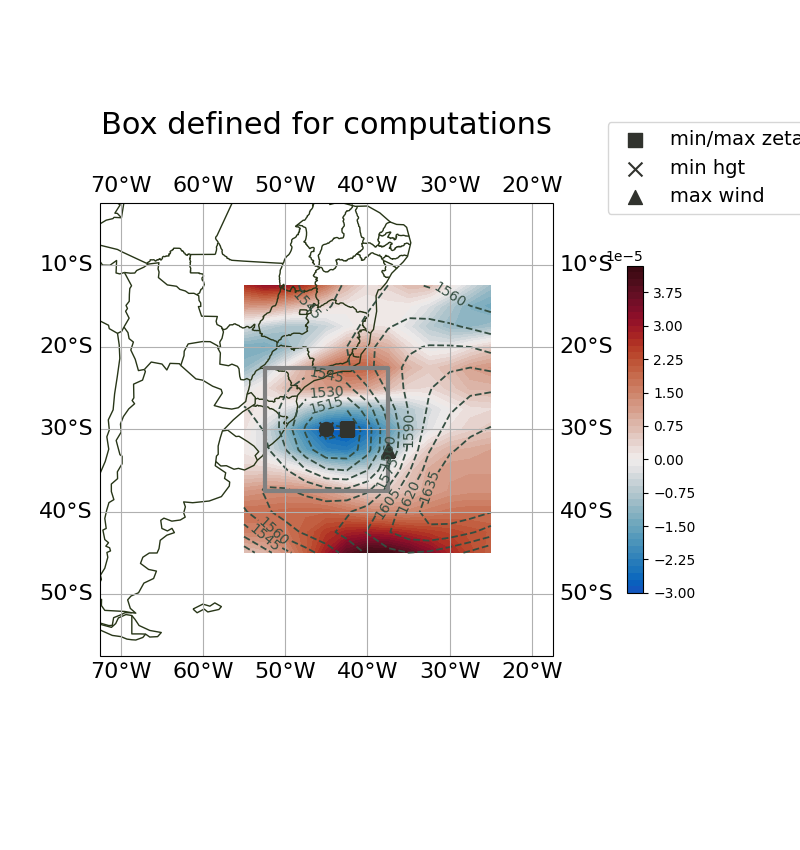 Box defined for computations
min/max zeta
min hgt
max wind
70°W 60°W 50°W 40°W 30°W 20°W
10°S 10°S
1e−5
20°S 20°S
30°S 30°S
40°S 40°S
50°S 50°S
70°W 60°W 50°W 40°W 30°W 20°W
3.75
3.00
2.25
1.50
0.75
0.00
−0.75
−1.50
−2.25
−3.00
1560
1545
1545
1530
1515
1590
1635
1620
1605
1560
1545